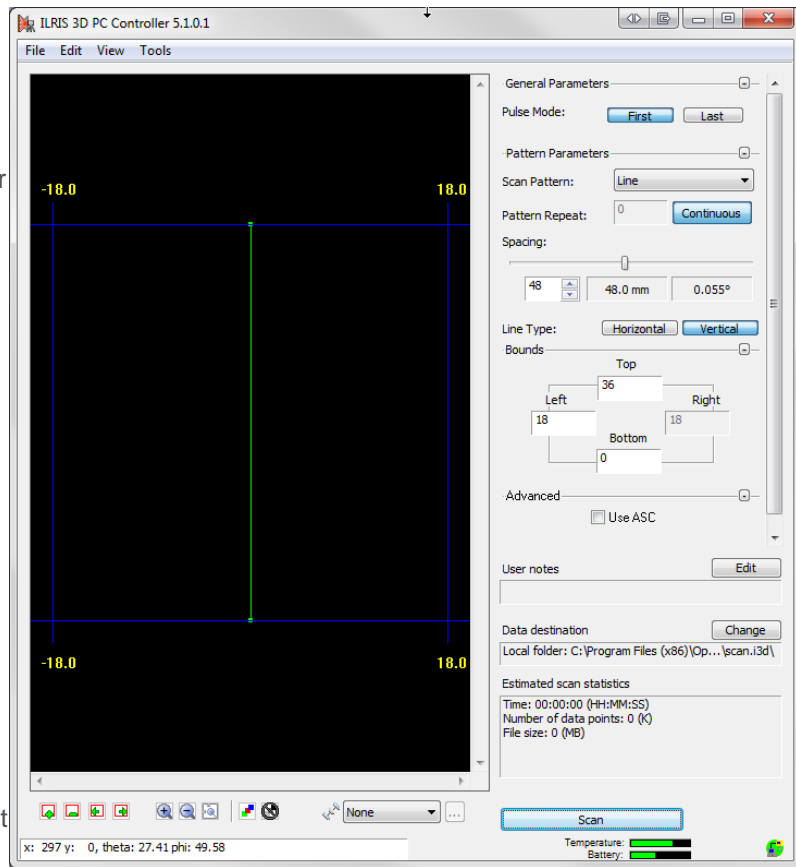 ILRIS 3D PC Controller 5.1.0.1
File Edit View Tools
General Parameters
Pulse Mode: First Last
Pattern Parameters
r
Scan Pattern: Line
-18.0 18.0
Pattern Repeat: 0 Continuous
Spacing:
48 48.0 mm 0.055°
Line Type: Horizontal Vertical
Bounds
Top
36
Left Right
18 18
Bottom
0
Advanced
Use ASC
User notes Edit
Data destination Change
Local folder: C:\Program Files (x86)\Op...\scan.i3d\
-18.0 18.0
Estimated scan statistics
Time: 00:00:00 (HH:MM:SS)
Number of data points: 0 (K)
File size: 0 (MB)
t
None ...
Scan
x: 297 y: 0, theta: 27.41 phi: 49.58
Temperature:
Battery: